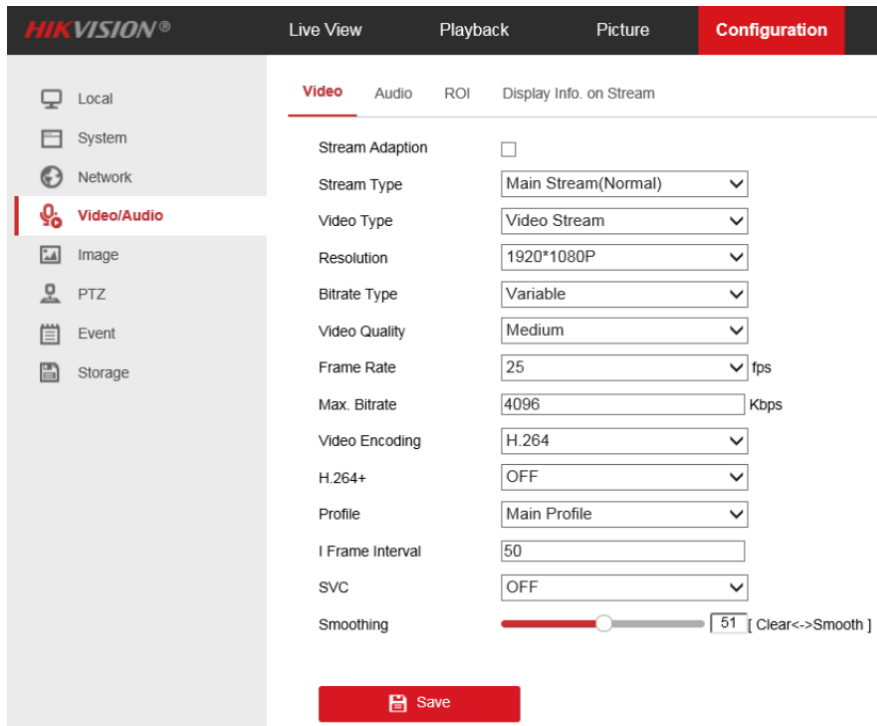 HIKVISION® Live View Playback Picture Configuration
Local
System
Network
Video/Audio
Image
PTZ
Event
Storage
Video Audio ROI Display Info. on Stream
Stream Adaption
Stream Type Main Stream(Normal)
Video Type Video Stream
Resolution 1920*1080P
Bitrate Type Variable
Video Quality Medium
Frame Rate 25 fps
Max. Bitrate 4096 Kbps
Video Encoding H.264
H.264+ OFF
Profile Main Profile
I Frame Interval 50
SVC OFF
Smoothing 51 [ Clear<->Smooth ]
Save